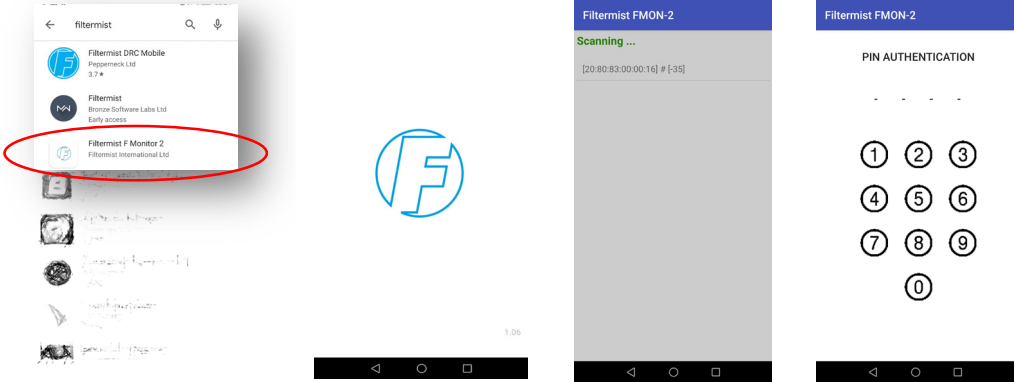 filtermist
Filtermist DRC Mobile
Pepperneck Ltd
3.7★
Filtermist
Bronze Software Labs Ltd
Early access
Filtermist F Monitor 2
Filtermist International Ltd
1.06
Filtermist FMON-2
Scanning ...
[20:80:83:00:00:16] # [-35]
Filtermist FMON-2
PIN AUTHENTICATION
- - - -
1 2 3
4 5 6
7 8 9
0